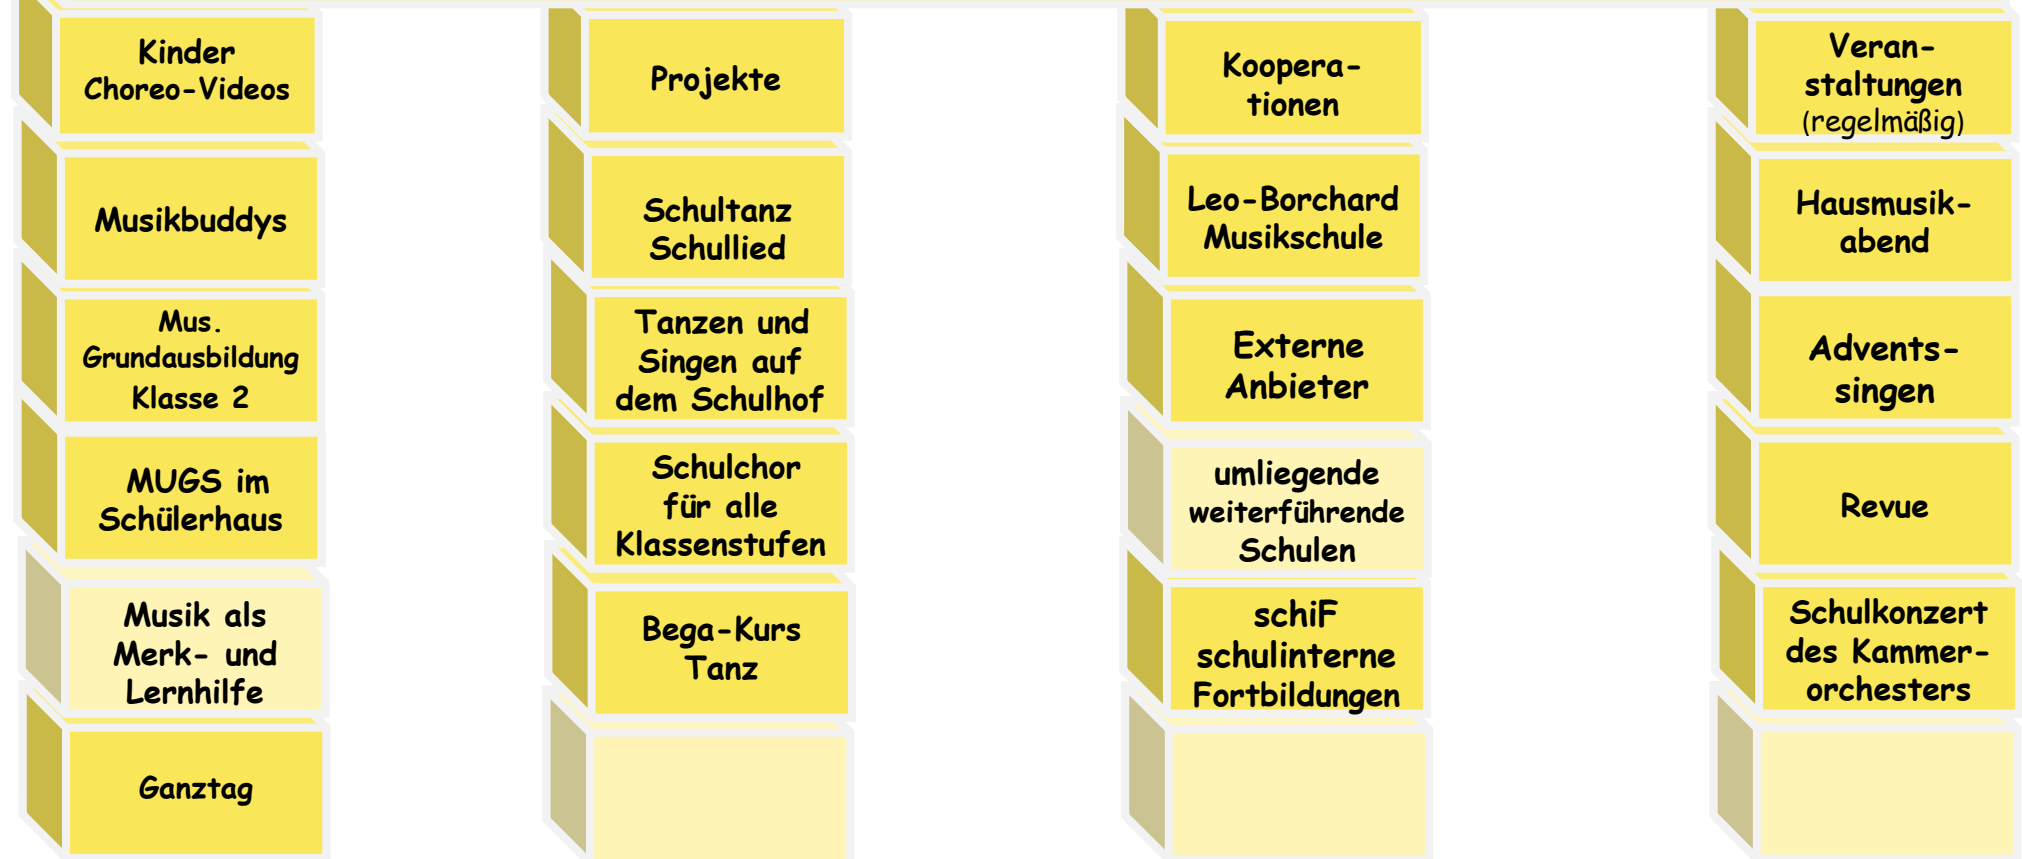 Kinder
Choreo-Videos
Musikbuddys
Mus.
Grundausbildung
Klasse 2
MUGS im
Schülerhaus
Musik als
Merk- und
Lernhilfe
Ganztag
Projekte
Schultanz
Schullied
Tanzen und
Singen auf
dem Schulhof
Schulchor
für alle
Klassenstufen
Bega-Kurs
Tanz
Koopera-
tionen
Leo-Borchard
Musikschule
Externe
Anbieter
umliegende
weiterführende
Schulen
schiF
schulinterne
Fortbildungen
Veran-
staltungen
(regelmäßig)
Hausmusik-
abend
Advents-
singen
Revue
Schulkonzert
des Kammer-
orchesters